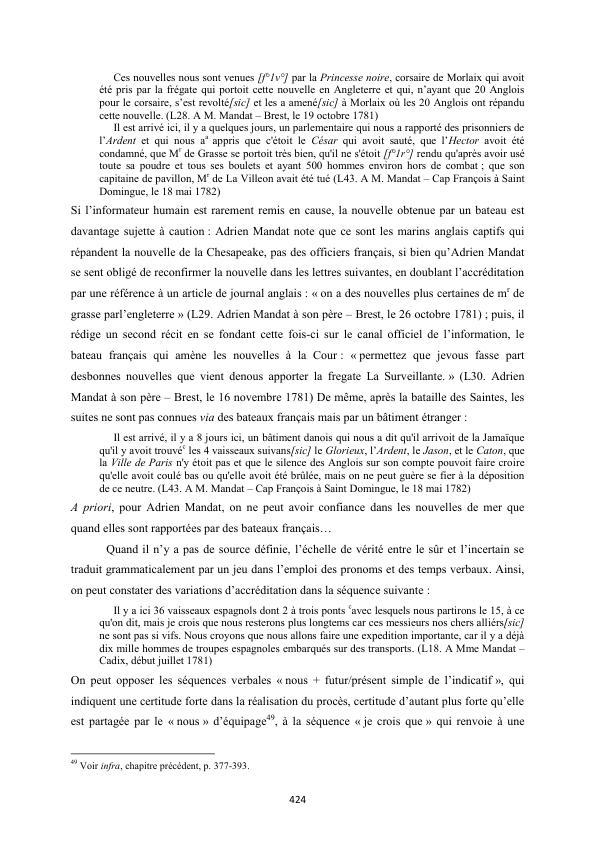 Ces nouvelles nous sont venues [f°1v°] par la Princesse noire, corsaire de Morlaix qui avoit
été pris par la frégate qui portoit cette nouvelle en Angleterre et qui, n'ayant que 20 Anglois
pour le corsaire, s'est revolté[sic] et les a amené[sic] à Morlaix où les 20 Anglois ont répandu
cette nouvelle. (L28. A M. Mandat – Brest, le 19 octobre 1781)
Il est arrivé ici, il y a quelques jours, un parlementaire qui nous a rapporté des prisonniers de
l'Ardent et qui nous aª appris que c'étoit le César qui avoit sauté, que l'Hector avoit été
condamné, que Mʳ de Grasse se portoit très bien, qu'il ne s'étoit [f°1r°] rendu qu'après avoir usé
toute sa poudre et tous ses boulets et ayant 500 hommes environ hors de combat ; que son
capitaine de pavillon, Mʳ de La Villeon avait été tué (L43. A M. Mandat – Cap François à Saint
Domingue, le 18 mai 1782)
Si l'informateur humain est rarement remis en cause, la nouvelle obtenue par un bateau est
davantage sujette à caution : Adrien Mandat note que ce sont les marins anglais captifs qui
répandent la nouvelle de la Chesapeake, pas des officiers français, si bien qu'Adrien Mandat
se sent obligé de reconfirmer la nouvelle dans les lettres suivantes, en doublant l'accréditation
par une référence à un article de journal anglais : « on a des nouvelles plus certaines de mʳ de
grasse parl'engleterre » (L29. Adrien Mandat à son père – Brest, le 26 octobre 1781) ; puis, il
rédige un second récit en se fondant cette fois-ci sur le canal officiel de l'information, le
bateau français qui amène les nouvelles à la Cour : « permettez que jevous fasse part
desbonnes nouvelles que vient denous apporter la fregate La Surveillante. » (L30. Adrien
Mandat à son père – Brest, le 16 novembre 1781) De même, après la bataille des Saintes, les
suites ne sont pas connues via des bateaux français mais par un bâtiment étranger :
Il est arrivé, il y a 8 jours ici, un bâtiment danois qui nous a dit qu'il arrivoit de la Jamaïque
qu'il y avoit trouvéᶜ les 4 vaisseaux suivans[sic] le Glorieux, l'Ardent, le Jason, et le Caton, que
la Ville de Paris n'y étoit pas et que le silence des Anglois sur son compte pouvoit faire croire
qu'elle avoit coulé bas ou qu'elle avoit été brûlée, mais on ne peut guère se fier à la déposition
de ce neutre. (L43. A M. Mandat – Cap François à Saint Domingue, le 18 mai 1782)
A priori, pour Adrien Mandat, on ne peut avoir confiance dans les nouvelles de mer que
quand elles sont rapportées par des bateaux français…
Quand il n'y a pas de source définie, l'échelle de vérité entre le sûr et l'incertain se
traduit grammaticalement par un jeu dans l'emploi des pronoms et des temps verbaux. Ainsi,
on peut constater des variations d'accréditation dans la séquence suivante :
Il y a ici 36 vaisseaux espagnols dont 2 à trois ponts ᶜavec lesquels nous partirons le 15, à ce
qu'on dit, mais je crois que nous resterons plus longtems car ces messieurs nos chers alliérs[sic]
ne sont pas si vifs. Nous croyons que nous allons faire une expedition importante, car il y a déjà
dix mille hommes de troupes espagnoles embarqués sur des transports. (L18. A Mme Mandat –
Cadix, début juillet 1781)
On peut opposer les séquences verbales « nous + futur/présent simple de l'indicatif », qui
indiquent une certitude forte dans la réalisation du procès, certitude d'autant plus forte qu'elle
est partagée par le « nous » d'équipage⁴⁹, à la séquence « je crois que » qui renvoie à une
⁴⁹ Voir infra, chapitre précédent, p. 377-393.
424